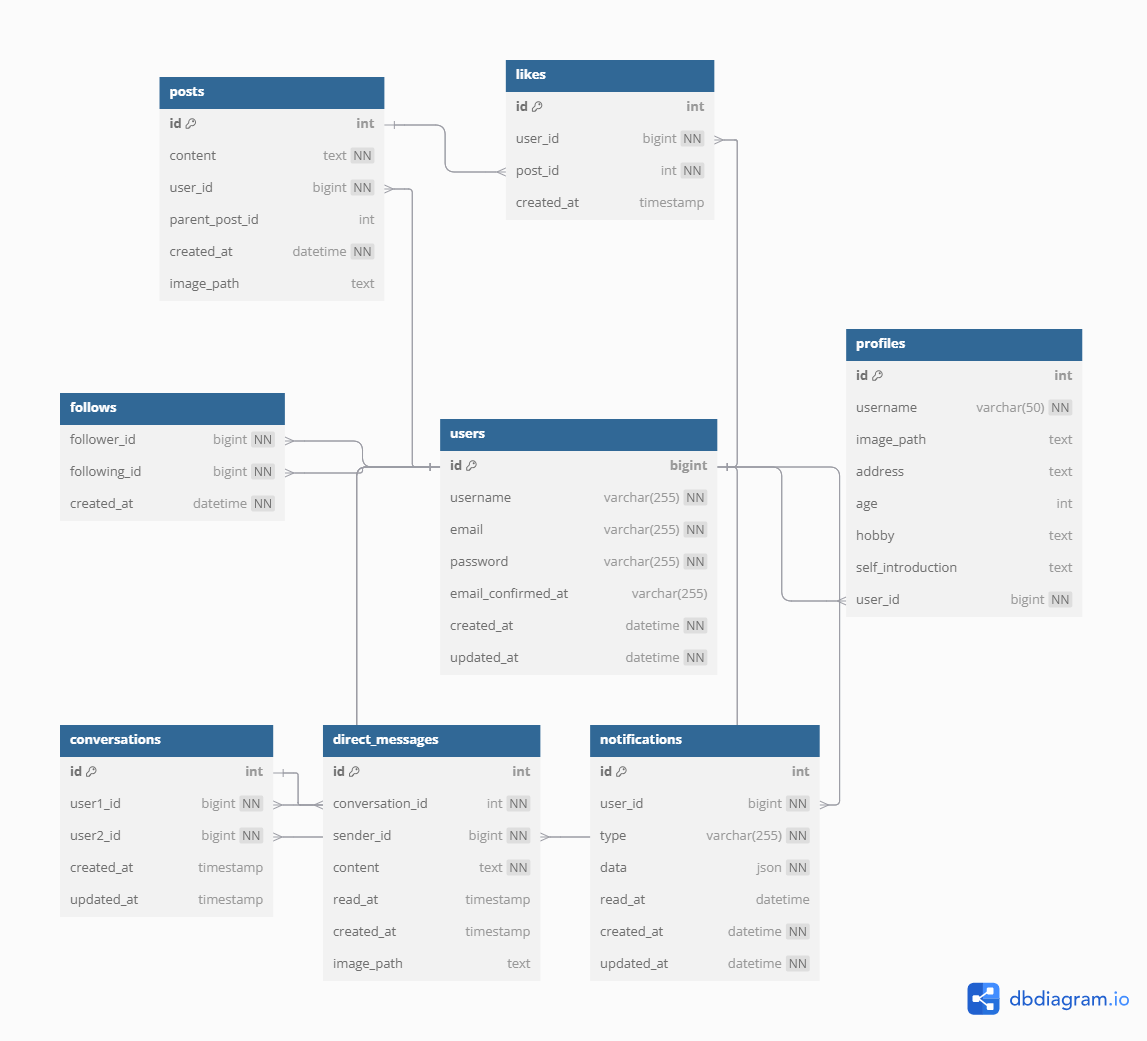 posts
id int
content text NN
user_id bigint NN
parent_post_id int
created_at datetime NN
image_path text
likes
id int
user_id bigint NN
post_id int NN
created_at timestamp
profiles
id int
username varchar(50) NN
image_path text
address text
age int
hobby text
self_introduction text
user_id bigint NN
follows
follower_id bigint NN
following_id bigint NN
created_at datetime NN
users
id bigint
username varchar(255) NN
email varchar(255) NN
password varchar(255) NN
email_confirmed_at varchar(255)
created_at datetime NN
updated_at datetime NN
conversations
id int
user1_id bigint NN
user2_id bigint NN
created_at timestamp
updated_at timestamp
direct_messages
id int
conversation_id int NN
sender_id bigint NN
content text NN
read_at timestamp
created_at timestamp
image_path text
notifications
id int
user_id bigint NN
type varchar(255) NN
data json NN
read_at datetime
created_at datetime NN
updated_at datetime NN
dbdiagram.io